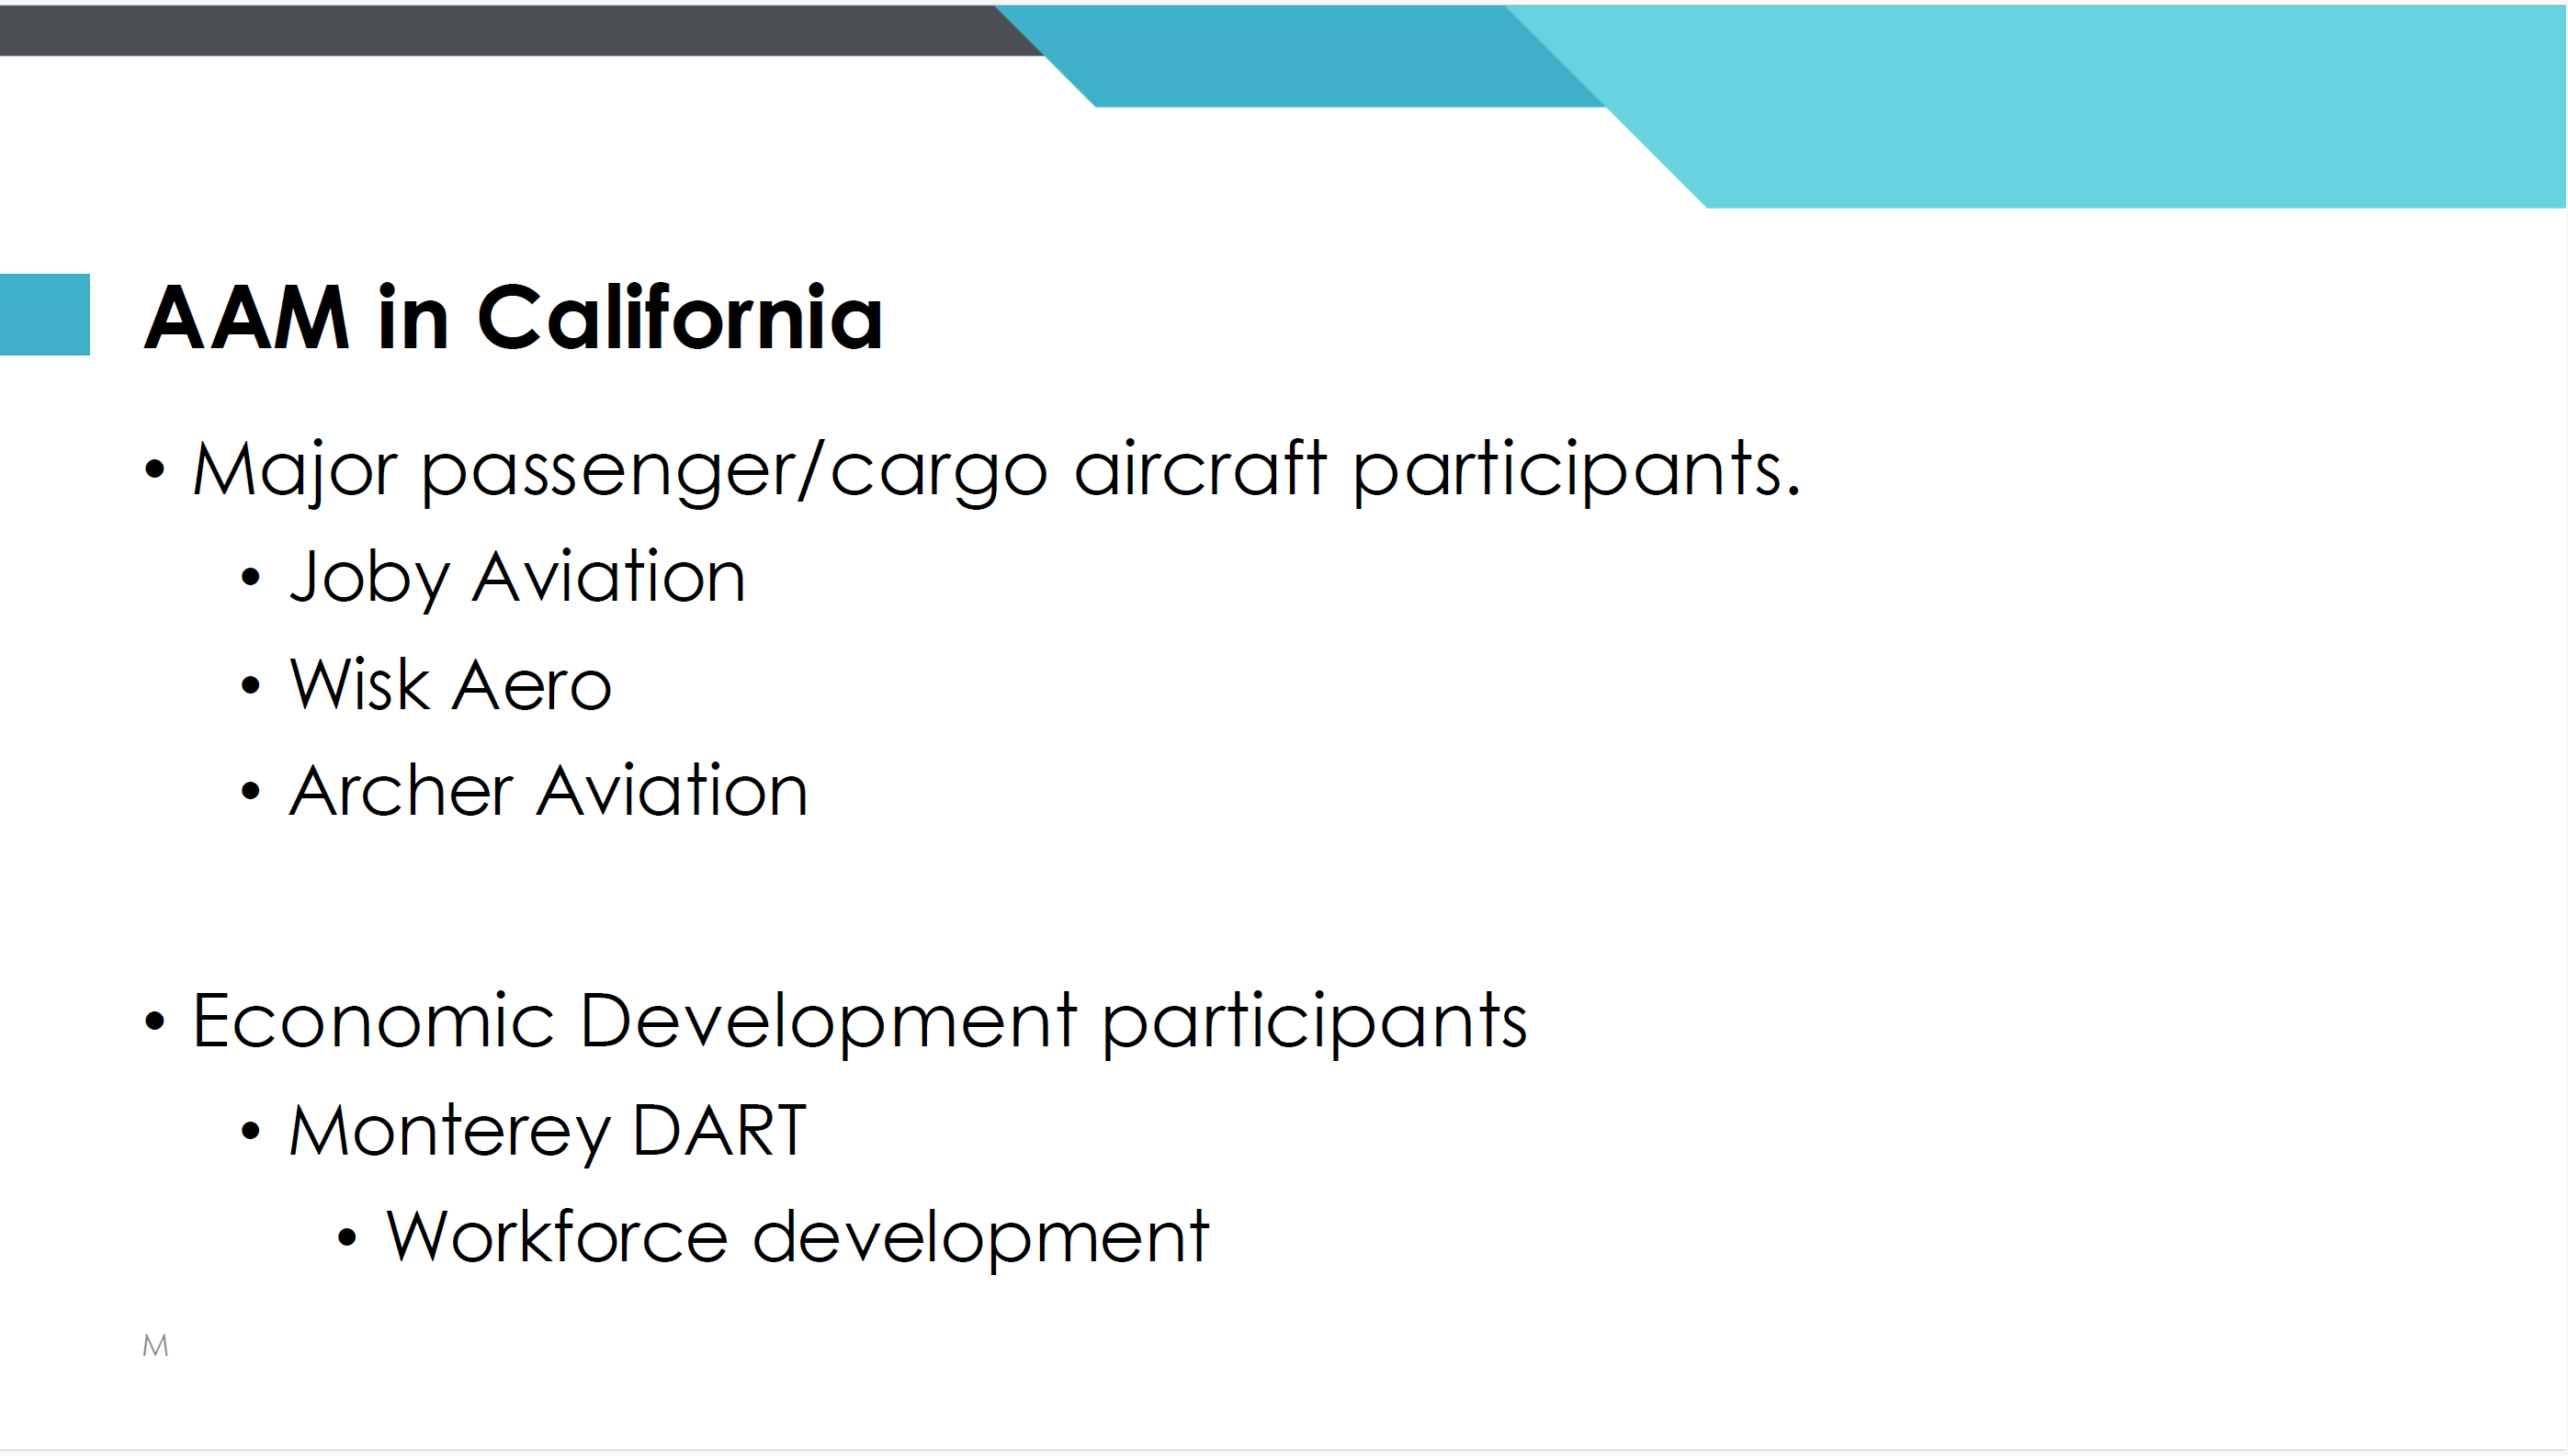 AAM in California
• Major passenger/cargo aircraft participants.
• Joby Aviation
• Wisk Aero
• Archer Aviation
• Economic Development participants
• Monterey DART
• Workforce development
M